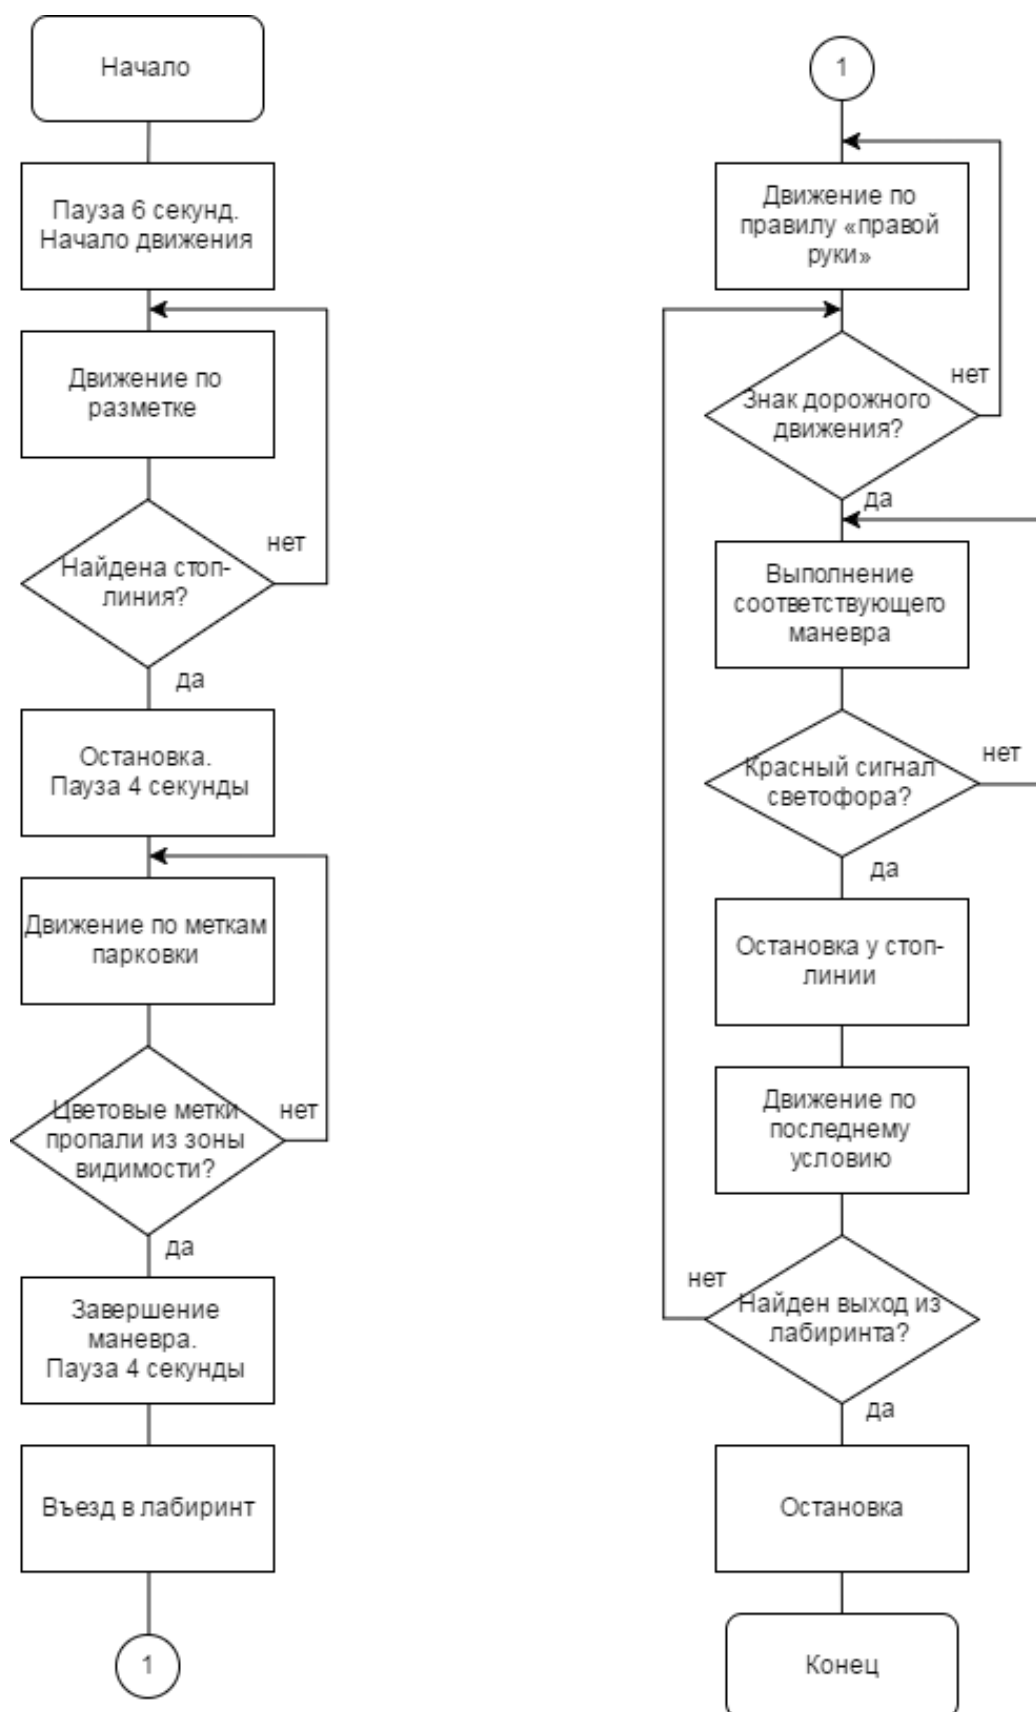 Начало
Пауза 6 секунд.
Начало движения
Движение по
разметке
Найдена стоп-
линия?
нет
да
Остановка.
Пауза 4 секунды
Движение по меткам
парковки
Цветовые метки
пропали из зоны
видимости?
нет
да
Завершение
маневра.
Пауза 4 секунды
Въезд в лабиринт
1
1
Движение по
правилу «правой
руки»
Знак дорожного
движения?
нет
да
Выполнение
соответствующего
маневра
Красный сигнал
светофора?
нет
да
Остановка у стоп-
линии
Движение по
последнему
условию
Найден выход из
лабиринта?
нет
да
Остановка
Конец